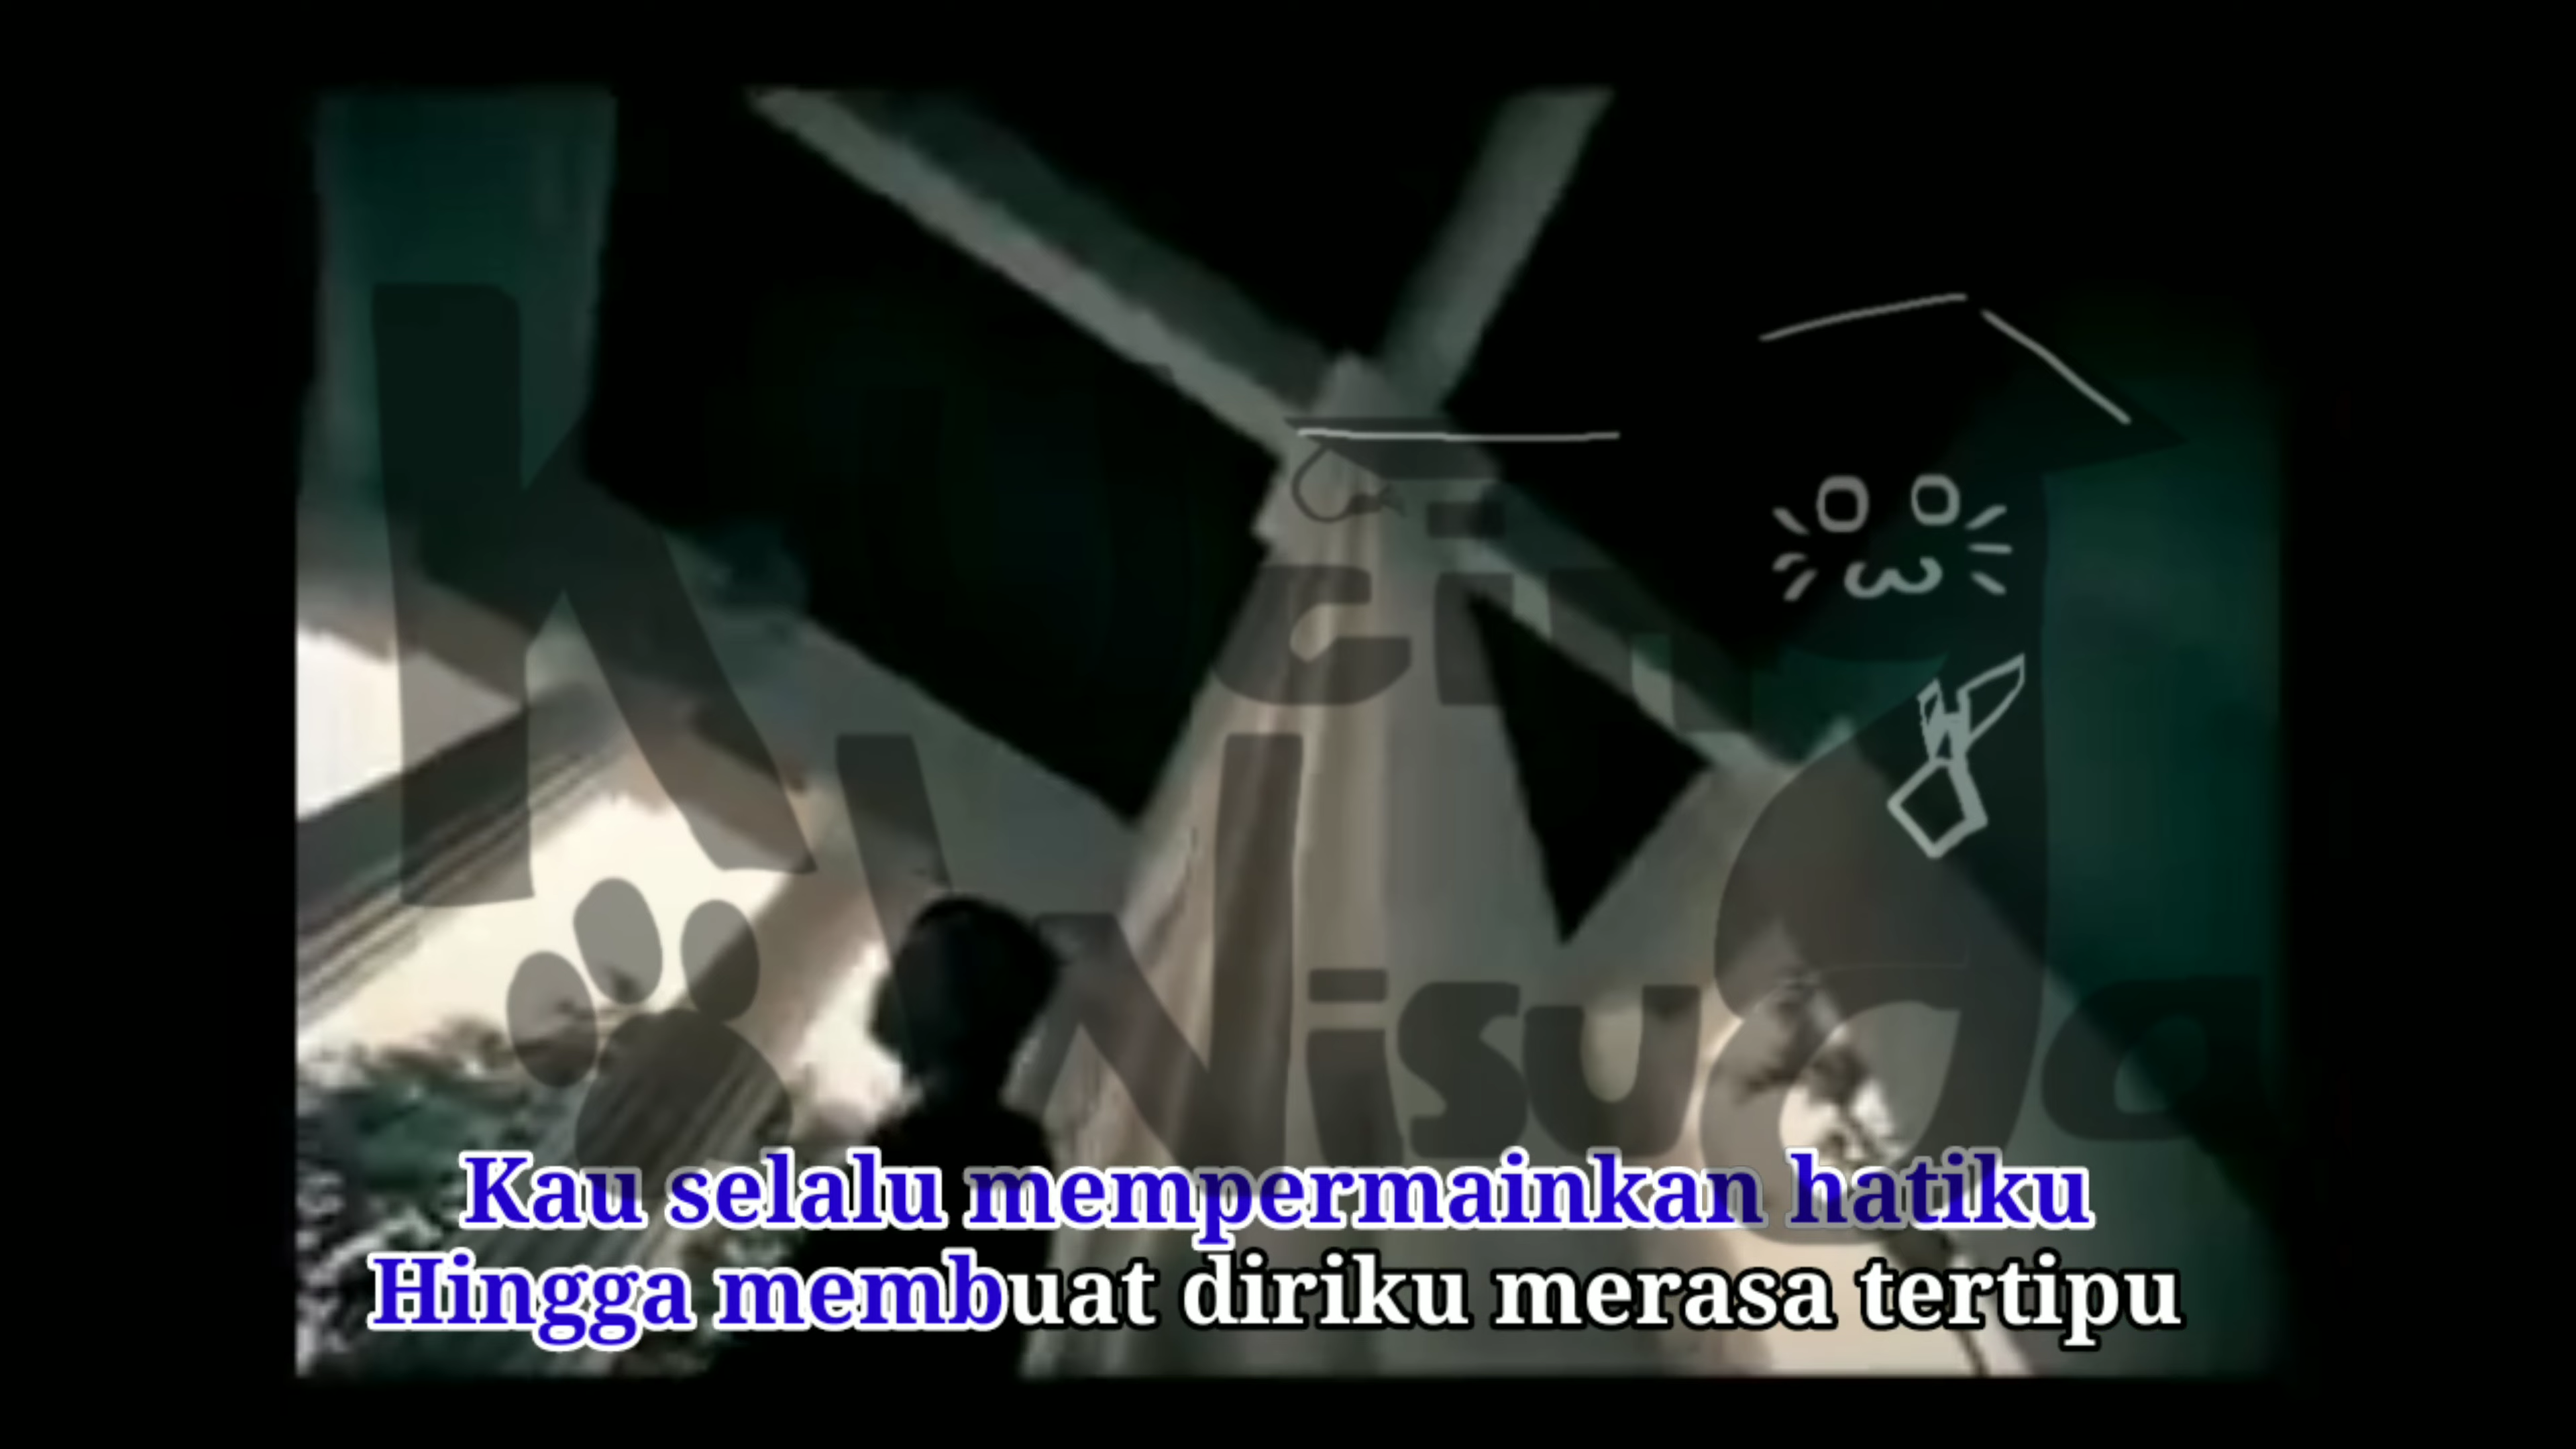 Kau selalu mempermainkan hatiku
Hingga membuat diriku merasa tertipu